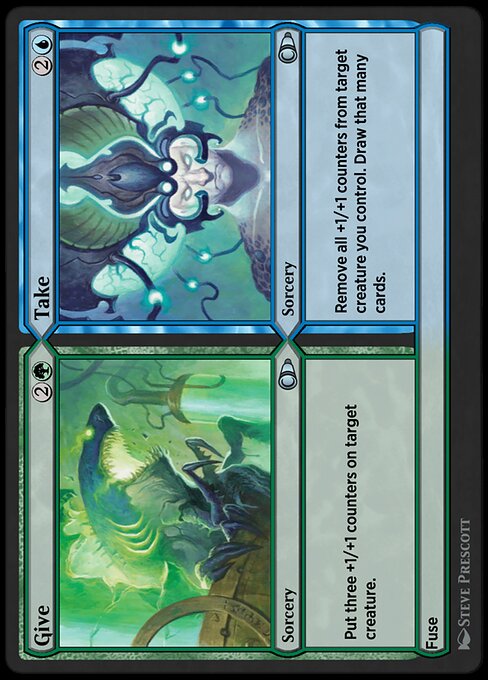 Give 2
Sorcery
Put three +1/+1 counters on target
creature.
Take 2
Sorcery
Remove all +1/+1 counters from target
creature you control. Draw that many
cards.
Fuse
STEVE PRESCOTT